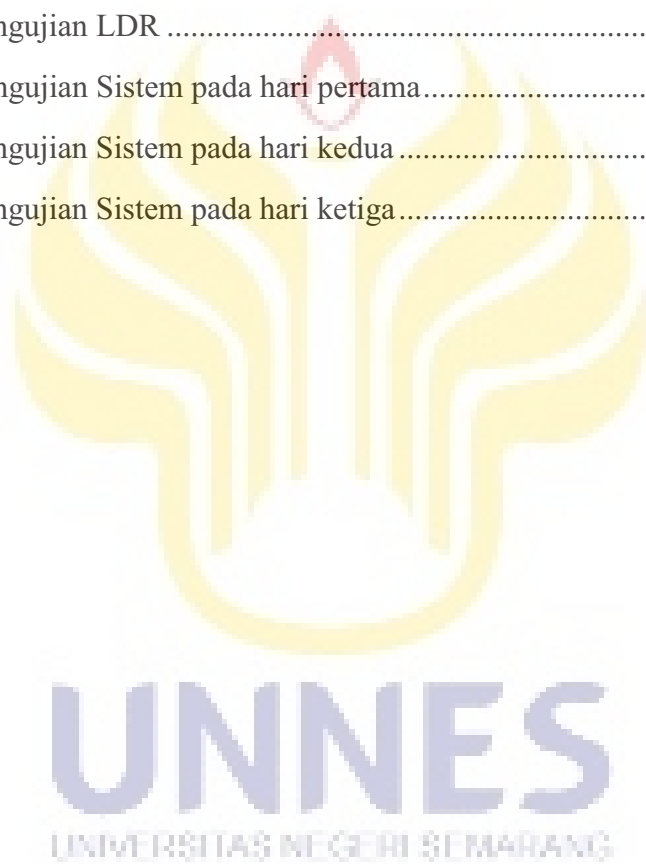 ngujian LDR ............................................................
ngujian Sistem pada hari pertama............................
ngujian Sistem pada hari kedua ...............................
ngujian Sistem pada hari ketiga...............................
UNNES
UNIVERSITAS NEGERI SEMARANG